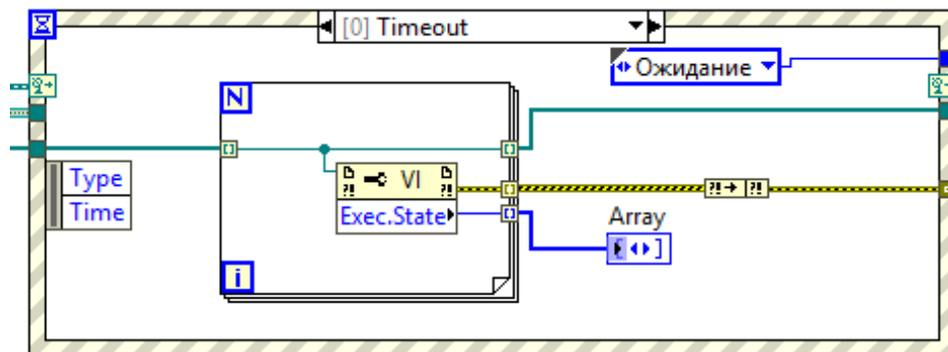 [0] Timeout
Ожидание
N
VI
Exec.State
Type
Time
Array
i